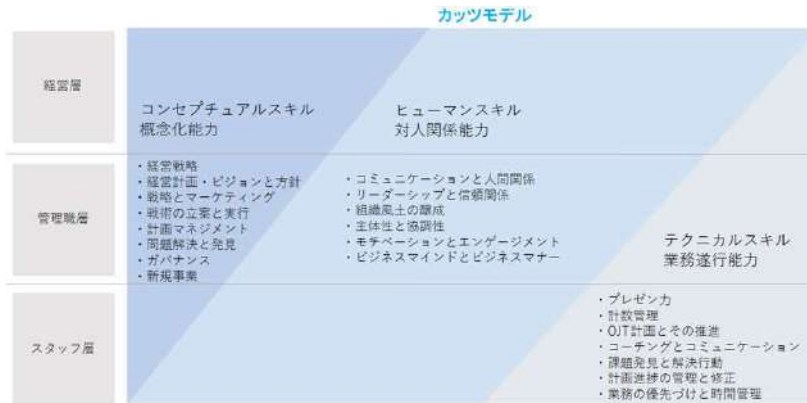 カッツモデル
経営層
コンセプチュアルスキル
概念化能力
ヒューマンスキル
対人関係能力
管理職層
・経営戦略
・経営計画・ビジョンと方針
・戦略とマーケティング
・戦術の立案と実行
・計画マネジメント
・問題解決と発見
・ガバナンス
・新規事業
・コミュニケーションと人間関係
・リーダーシップと信頼関係
・組織風土の醸成
・主体性と協調性
・モチベーションとエンゲージメント
・ビジネスマインドとビジネスマナー
テクニカルスキル
業務遂行能力
スタッフ層
・プレゼン力
・計数管理
・OJT計画とその推進
・コーチングとコミュニケーション
・課題発見と解決行動
・計画進捗の管理と修正
・業務の優先づけと時間管理